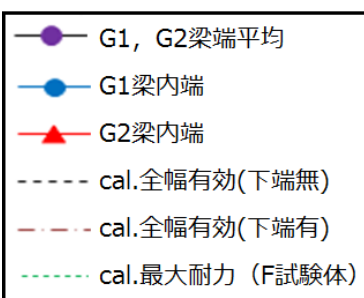 G1，G2梁端平均
G1梁内端
G2梁内端
cal.全幅有効(下端無)
cal.全幅有効(下端有)
cal.最大耐力（F試験体）